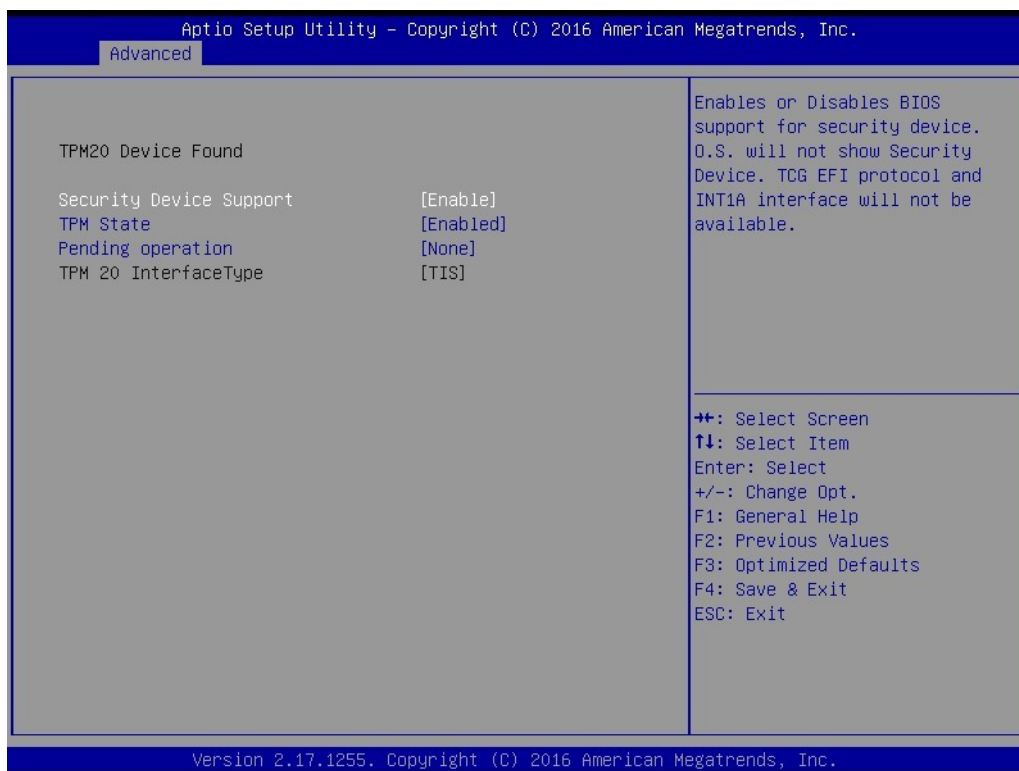 Aptio Setup Utility – Copyright (C) 2016 American Megatrends, Inc.
Advanced
TPM20 Device Found
Security Device Support [Enable]
TPM State [Enabled]
Pending operation [None]
TPM 20 InterfaceType [TIS]
Enables or Disables BIOS
support for security device.
O.S. will not show Security
Device. TCG EFI protocol and
INT1A interface will not be
available.
→←: Select Screen
↑↓: Select Item
Enter: Select
+/-: Change Opt.
F1: General Help
F2: Previous Values
F3: Optimized Defaults
F4: Save & Exit
ESC: Exit
Version 2.17.1255. Copyright (C) 2016 American Megatrends, Inc.